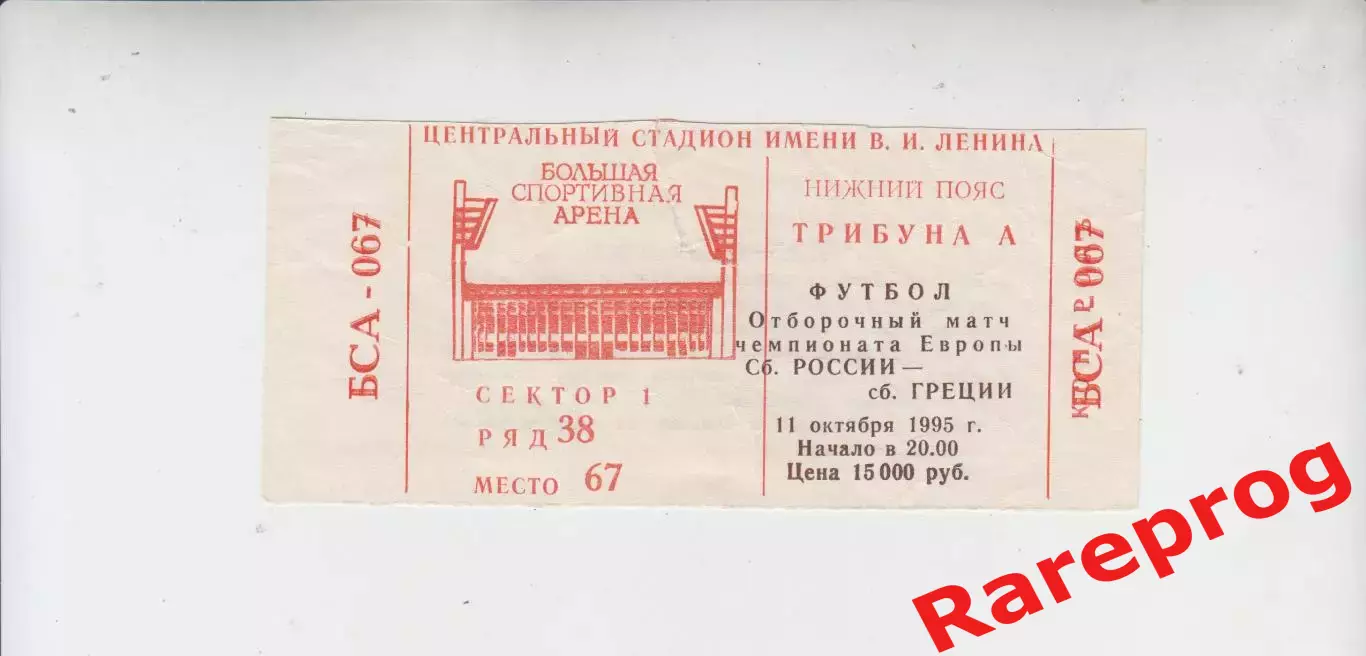 ЦЕНТРАЛЬНЫЙ СТАДИОН ИМЕНИ В. И. ЛЕНИНА
БСА - 067
БОЛЬШАЯ
СПОРТИВНАЯ
АРЕНА
СЕКТОР 1
РЯД 38
МЕСТО 67
НИЖНИЙ ПОЯС
ТРИБУНА А
ФУТБОЛ
Отборочный матч
чемпионата Европы
Сб. РОССИИ —
сб. ГРЕЦИИ
11 октября 1995 г.
Начало в 20.00
Цена 15 000 руб.
БСА - 067
Rareprog